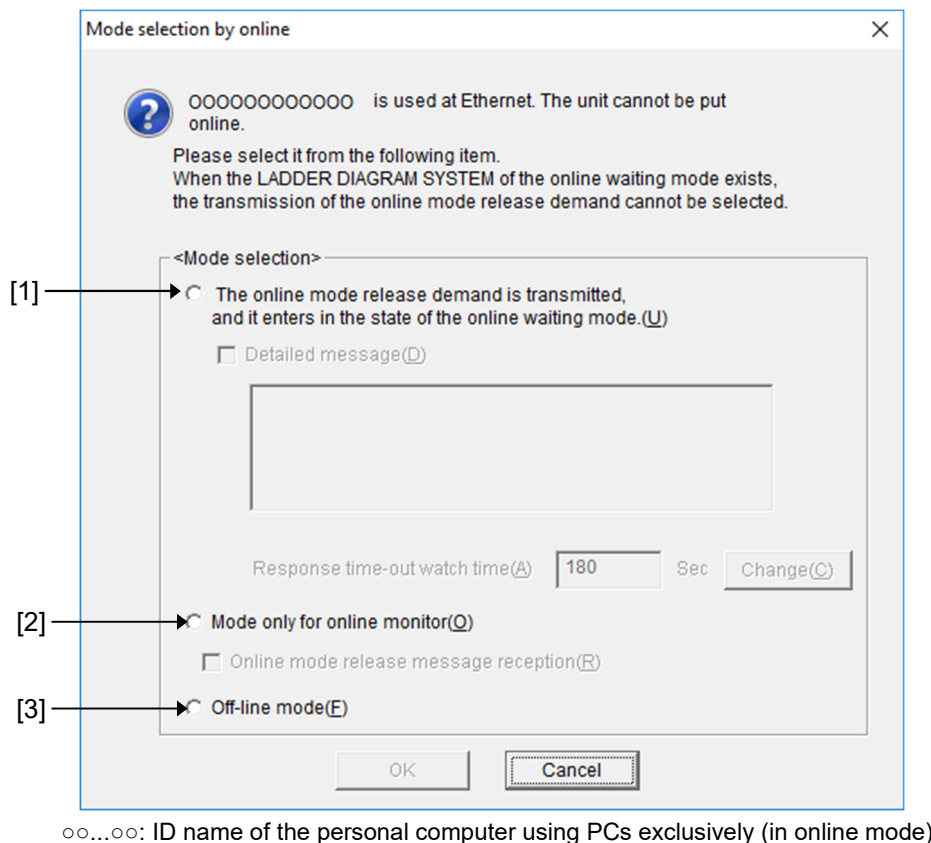 Mode selection by online
OOOOOOOOOOOO is used at Ethernet. The unit cannot be put
online.
Please select it from the following item.
When the LADDER DIAGRAM SYSTEM of the online waiting mode exists,
the transmission of the online mode release demand cannot be selected.
<Mode selection>
[1]
The online mode release demand is transmitted,
and it enters in the state of the online waiting mode.(U)
Detailed message(D)
Response time-out watch time(A) 180 Sec Change(C)
[2]
Mode only for online monitor(O)
Online mode release message reception(R)
[3]
Off-line mode(F)
OK Cancel
○○...○○: ID name of the personal computer using PCs exclusively (in online mode)